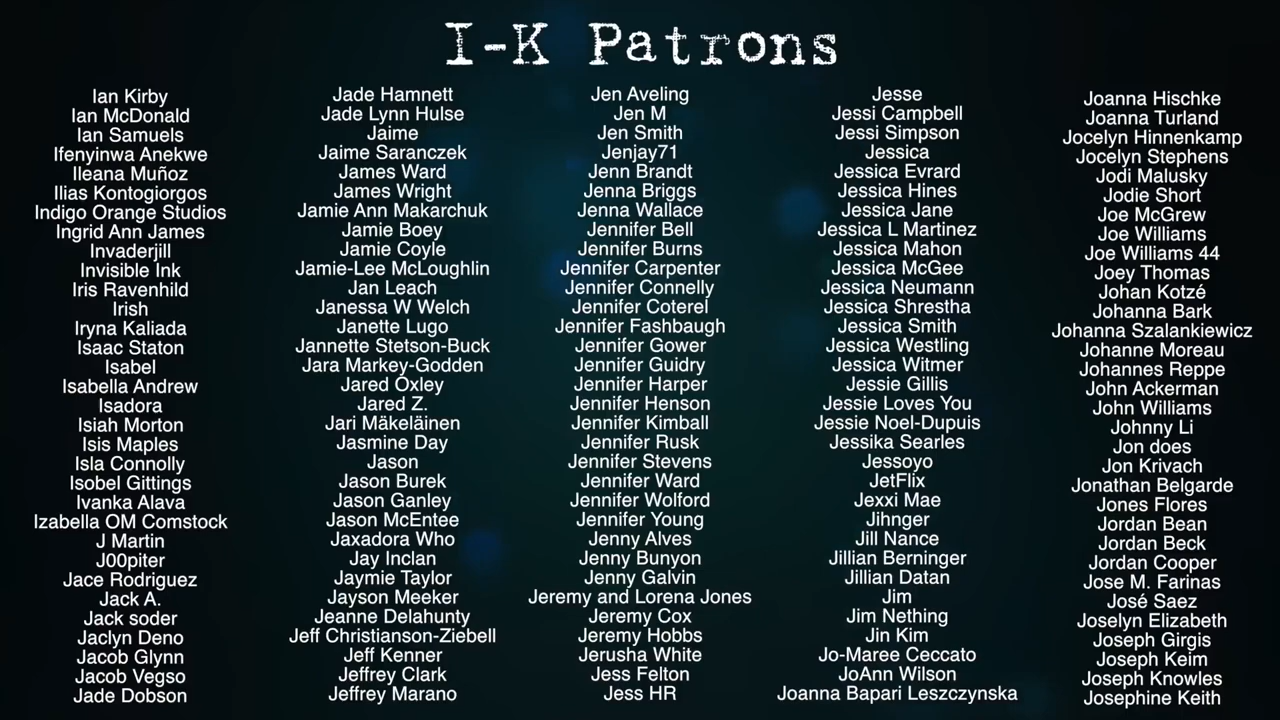 I-K Patrons
Ian Kirby
Ian McDonald
Ian Samuels
Ifenyinwa Anekwe
Ileana Muñoz
Ilias Kontogiorgos
Indigo Orange Studios
Ingrid Ann James
Invaderjill
Invisible Ink
Iris Ravenhild
Irish
Iryna Kaliada
Isaac Staton
Isabel
Isabella Andrew
Isadora
Isiah Morton
Isis Maples
Isla Connolly
Isobel Gittings
Ivanka Alava
Izabella OM Comstock
J Martin
J00piter
Jace Rodriguez
Jack A.
Jack soder
Jaclyn Deno
Jacob Glynn
Jacob Vegso
Jade Dobson
Jade Hamnett
Jade Lynn Hulse
Jaime
Jaime Saranczek
James Ward
James Wright
Jamie Ann Makarchuk
Jamie Boey
Jamie Coyle
Jamie-Lee McLoughlin
Jan Leach
Janessa W Welch
Janette Lugo
Jannette Stetson-Buck
Jara Markey-Godden
Jared Oxley
Jared Z.
Jari Mäkeläinen
Jasmine Day
Jason
Jason Burek
Jason Ganley
Jason McEntee
Jaxadora Who
Jay Inclan
Jaymie Taylor
Jayson Meeker
Jeanne Delahunty
Jeff Christianson-Ziebell
Jeff Kenner
Jeffrey Clark
Jeffrey Marano
Jen Aveling
Jen M
Jen Smith
Jenjay71
Jenn Brandt
Jenna Briggs
Jenna Wallace
Jennifer Bell
Jennifer Burns
Jennifer Carpenter
Jennifer Connelly
Jennifer Coterel
Jennifer Fashbaugh
Jennifer Gower
Jennifer Guidry
Jennifer Harper
Jennifer Henson
Jennifer Kimball
Jennifer Rusk
Jennifer Stevens
Jennifer Ward
Jennifer Wolford
Jennifer Young
Jenny Alves
Jenny Bunyon
Jenny Galvin
Jeremy and Lorena Jones
Jeremy Cox
Jeremy Hobbs
Jerusha White
Jess Felton
Jess HR
Jesse
Jessi Campbell
Jessi Simpson
Jessica
Jessica Evrard
Jessica Hines
Jessica Jane
Jessica L Martinez
Jessica Mahon
Jessica McGee
Jessica Neumann
Jessica Shrestha
Jessica Smith
Jessica Westling
Jessica Witmer
Jessie Gillis
Jessie Loves You
Jessie Noel-Dupuis
Jessika Searles
Jessoyo
JetFlix
Jexxi Mae
Jihnger
Jill Nance
Jillian Berninger
Jillian Datan
Jim
Jim Nething
Jin Kim
Jo-Maree Ceccato
JoAnn Wilson
Joanna Bapari Leszczynska
Joanna Hischke
Joanna Turland
Jocelyn Hinnenkamp
Jocelyn Stephens
Jodi Malusky
Jodie Short
Joe McGrew
Joe Williams
Joe Williams 44
Joey Thomas
Johan Kotzé
Johanna Bark
Johanna Szalankiewicz
Johanne Moreau
Johannes Reppe
John Ackerman
John Williams
Johnny Li
Jon does
Jon Krivach
Jonathan Belgarde
Jones Flores
Jordan Bean
Jordan Beck
Jordan Cooper
Jose M. Farinas
José Saez
Joselyn Elizabeth
Joseph Girgis
Joseph Keim
Joseph Knowles
Josephine Keith